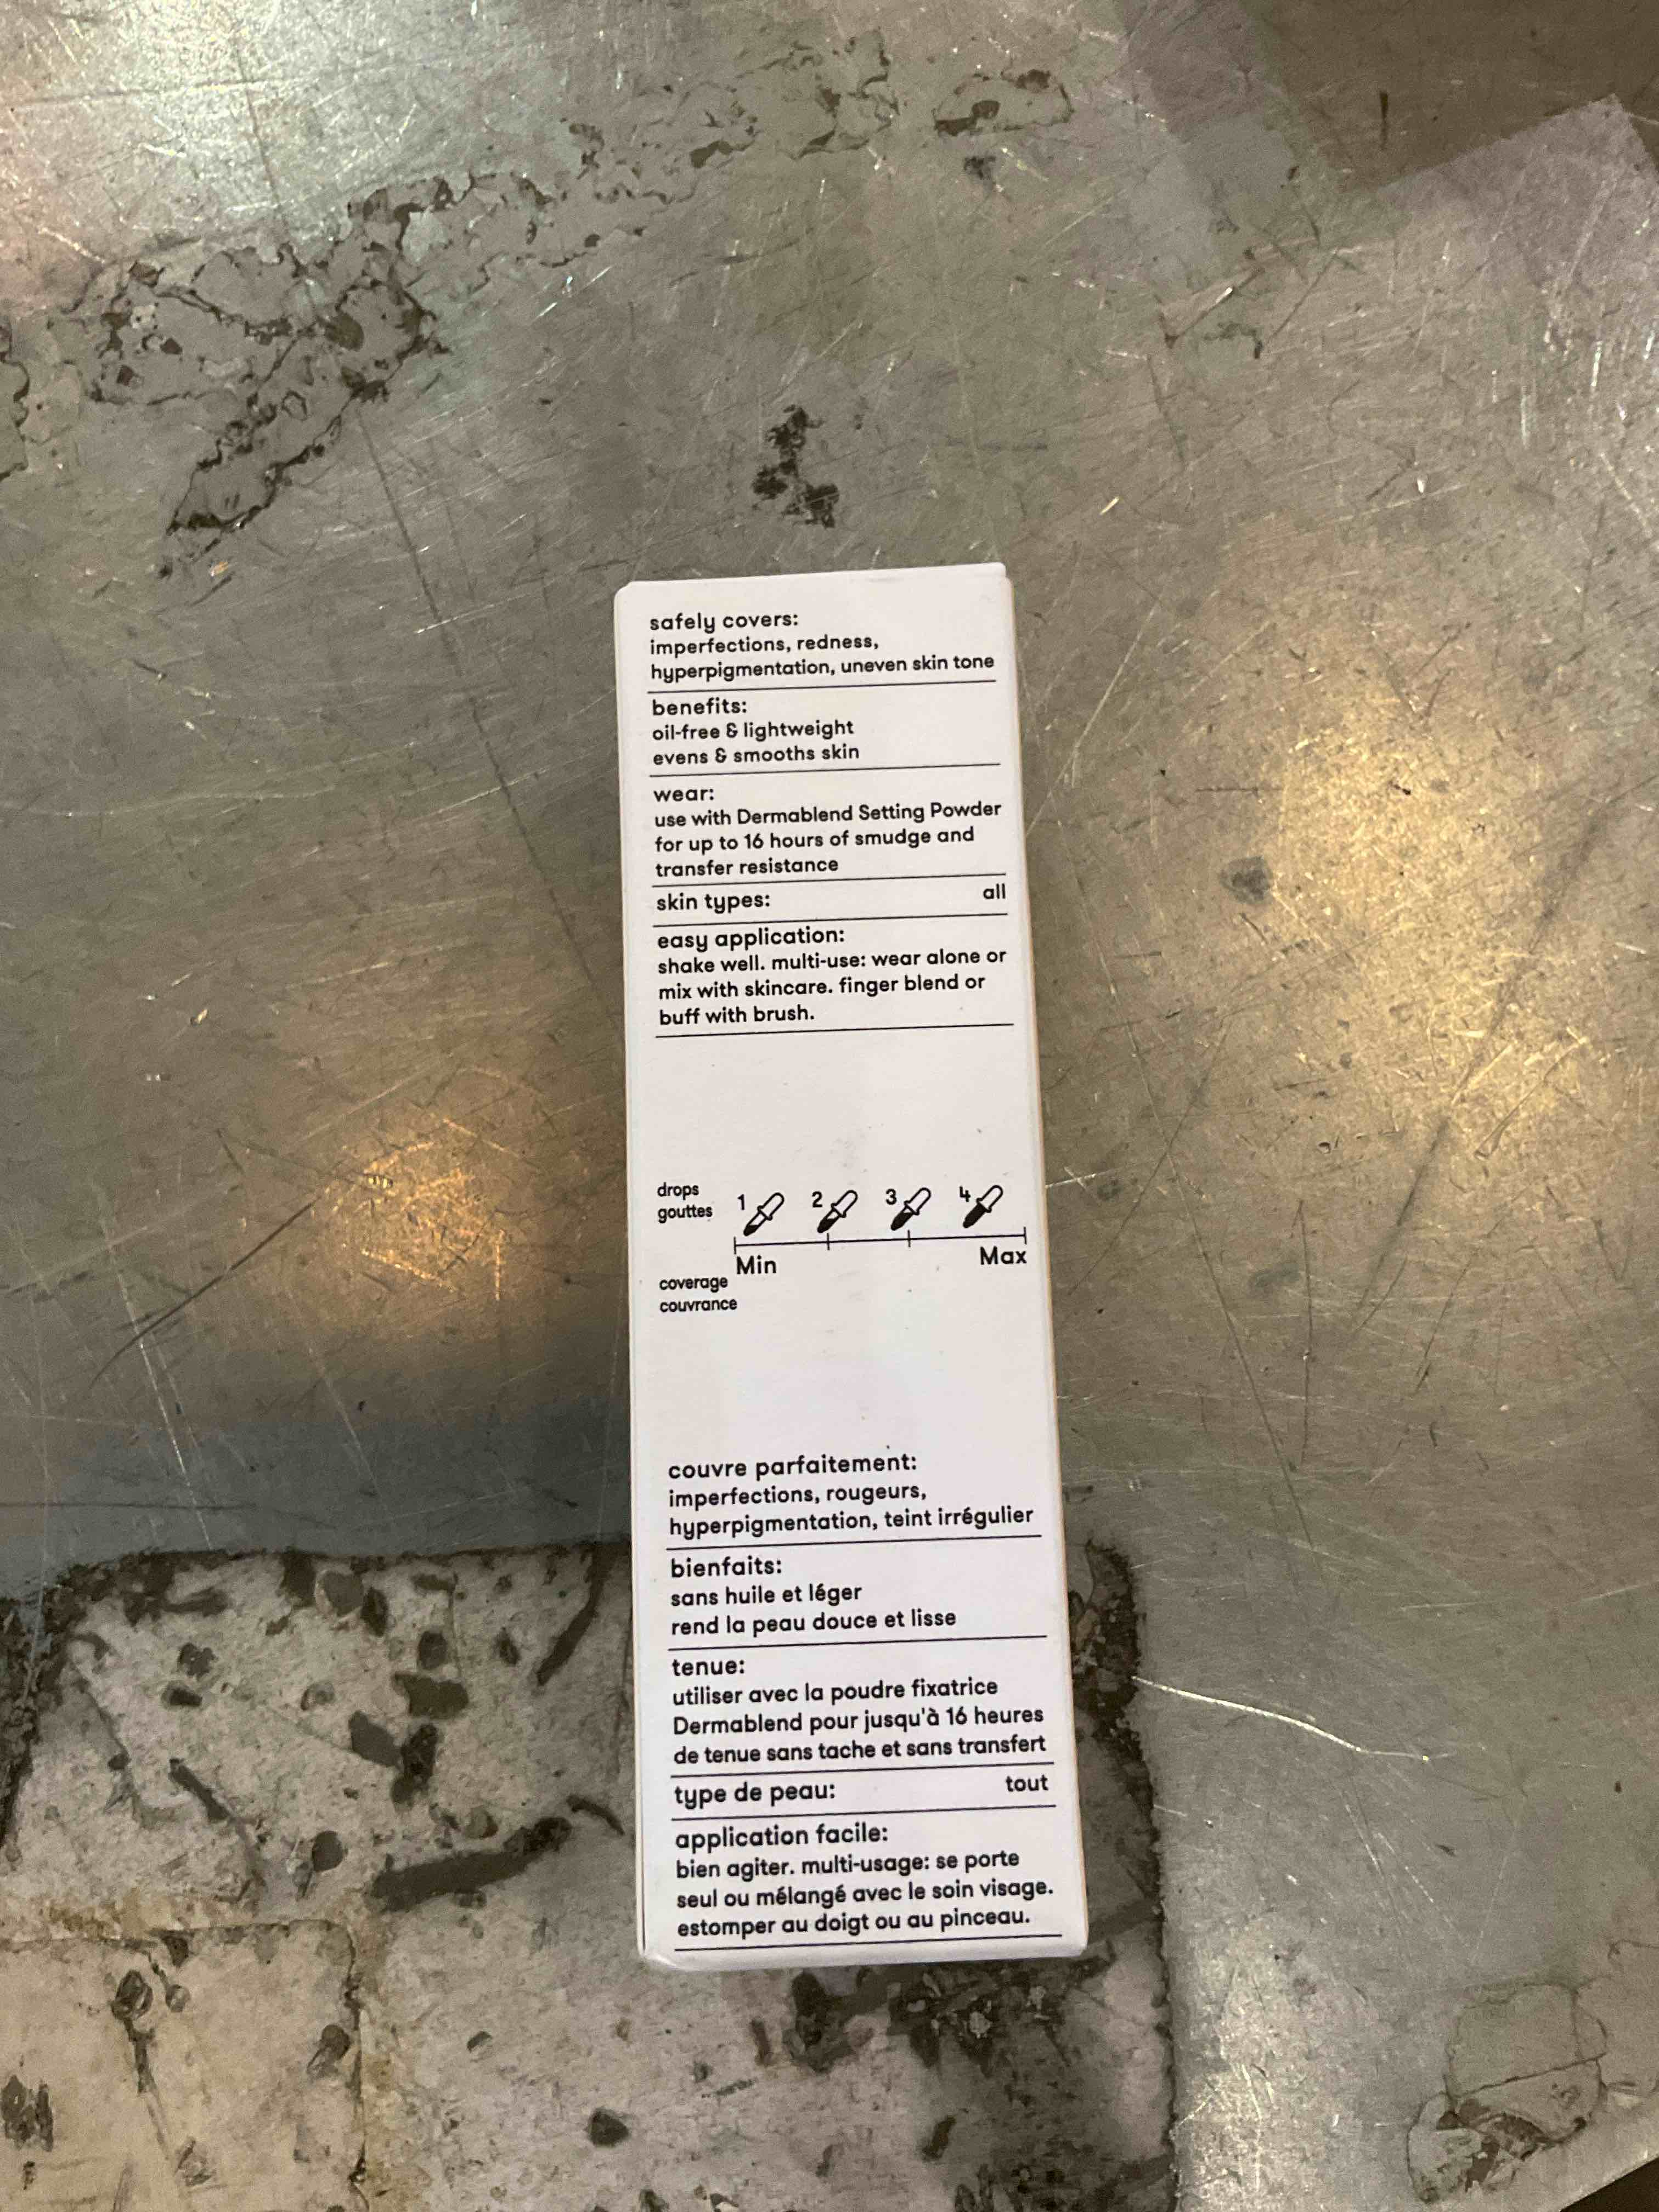 safely covers:
imperfections, redness,
hyperpigmentation, uneven skin tone
benefits:
oil-free & lightweight
evens & smooths skin
wear:
use with Dermablend Setting Powder
for up to 16 hours of smudge and
transfer resistance
skin types: all
easy application:
shake well. multi-use: wear alone or
mix with skincare. finger blend or
buff with brush.
drops
gouttes
1 2 3 4
Min Max
coverage
couvrance
couvre parfaitement:
imperfections, rougeurs,
hyperpigmentation, teint irrégulier
bienfaits:
sans huile et léger
rend la peau douce et lisse
tenue:
utiliser avec la poudre fixatrice
Dermablend pour jusqu'à 16 heures
de tenue sans tache et sans transfert
type de peau: tout
application facile:
bien agiter. multi-usage: se porte
seul ou mélangé avec le soin visage.
estomper au doigt ou au pinceau.